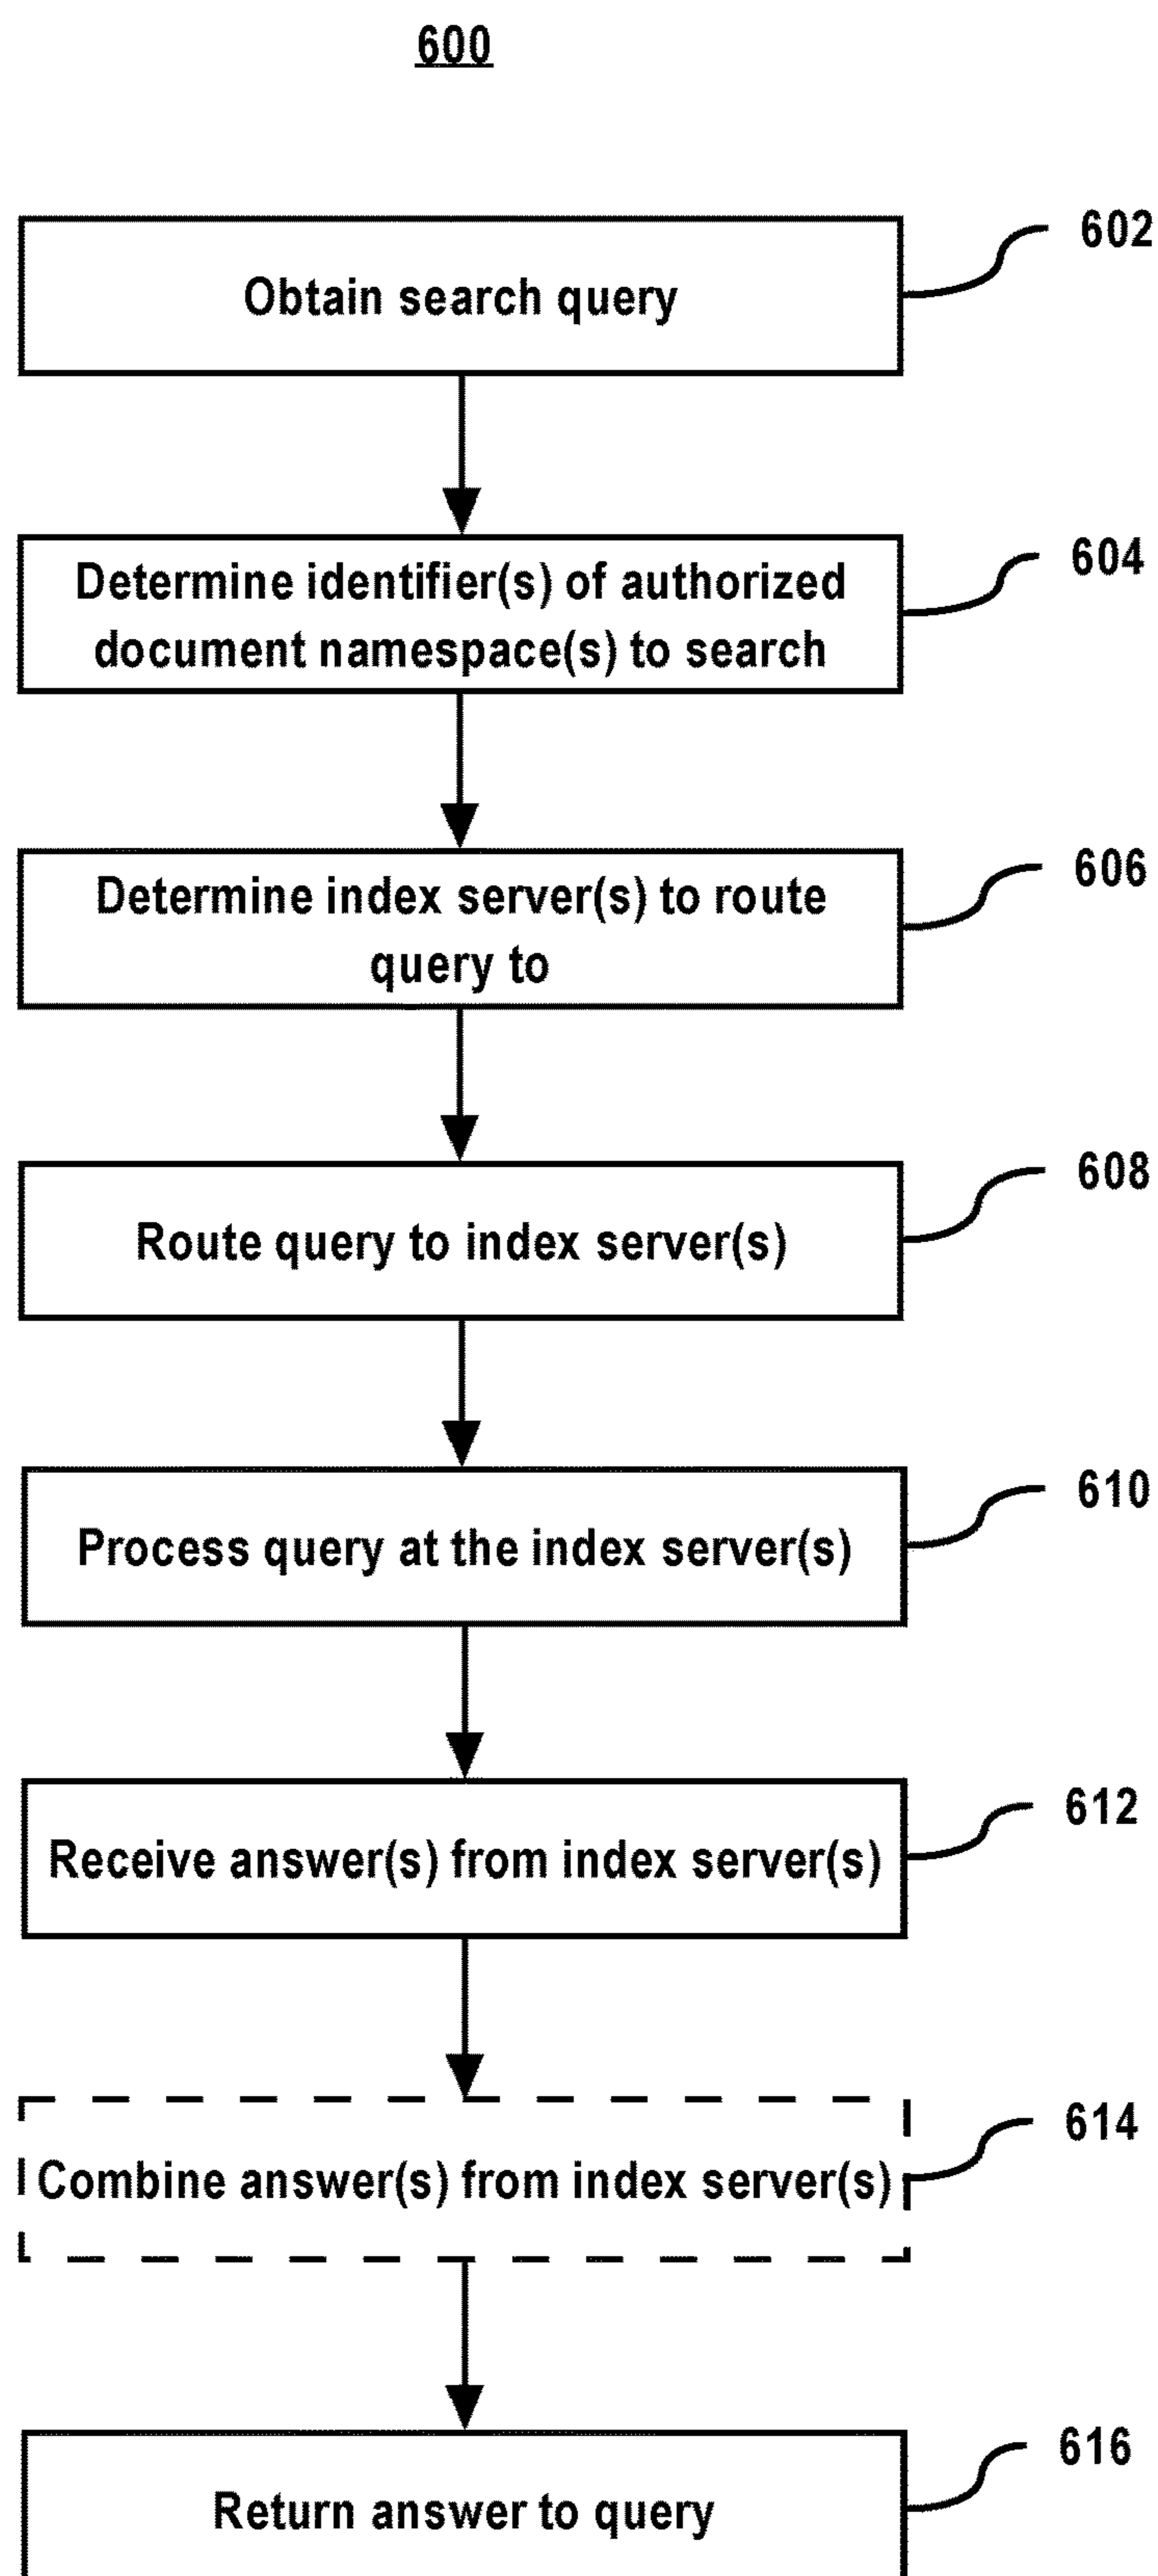 600
Obtain search query
602
Determine identifier(s) of authorized
document namespace(s) to search
604
Determine index server(s) to route
query to
606
Route query to index server(s)
608
Process query at the index server(s)
610
Receive answer(s) from index server(s)
612
Combine answer(s) from index server(s)
614
Return answer to query
616